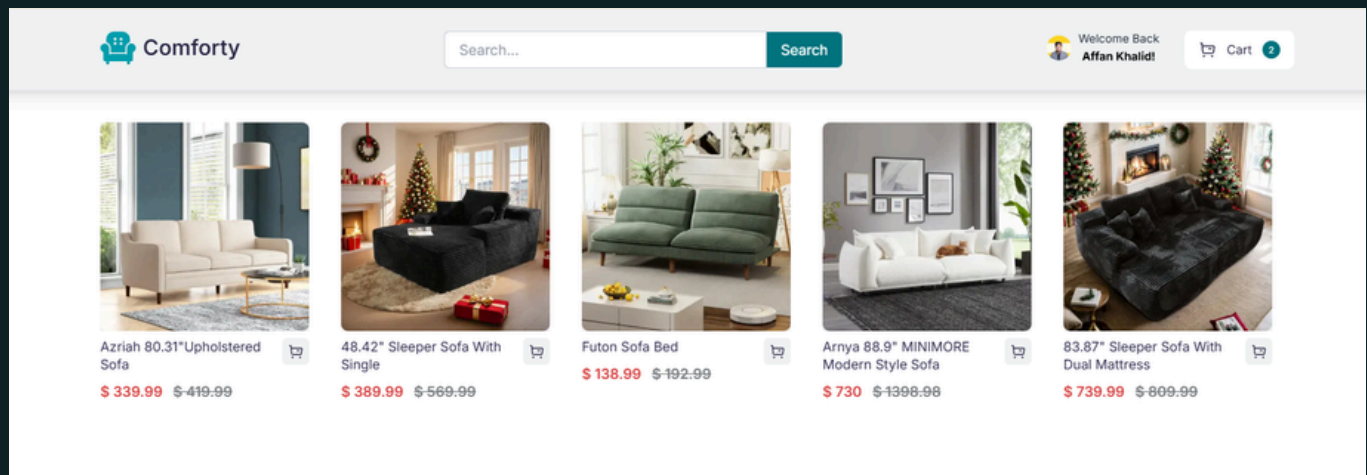 Comforty
Search...
Search
Welcome Back
Affan Khalid!
Cart
2
Azriah 80.31"Upholstered
Sofa
$ 339.99 $ 419.99
48.42" Sleeper Sofa With
Single
$ 389.99 $ 569.99
Futon Sofa Bed
$ 138.99 $ 192.99
Arnya 88.9" MINIMORE
Modern Style Sofa
$ 730 $ 1398.98
83.87" Sleeper Sofa With
Dual Mattress
$ 739.99 $ 809.99